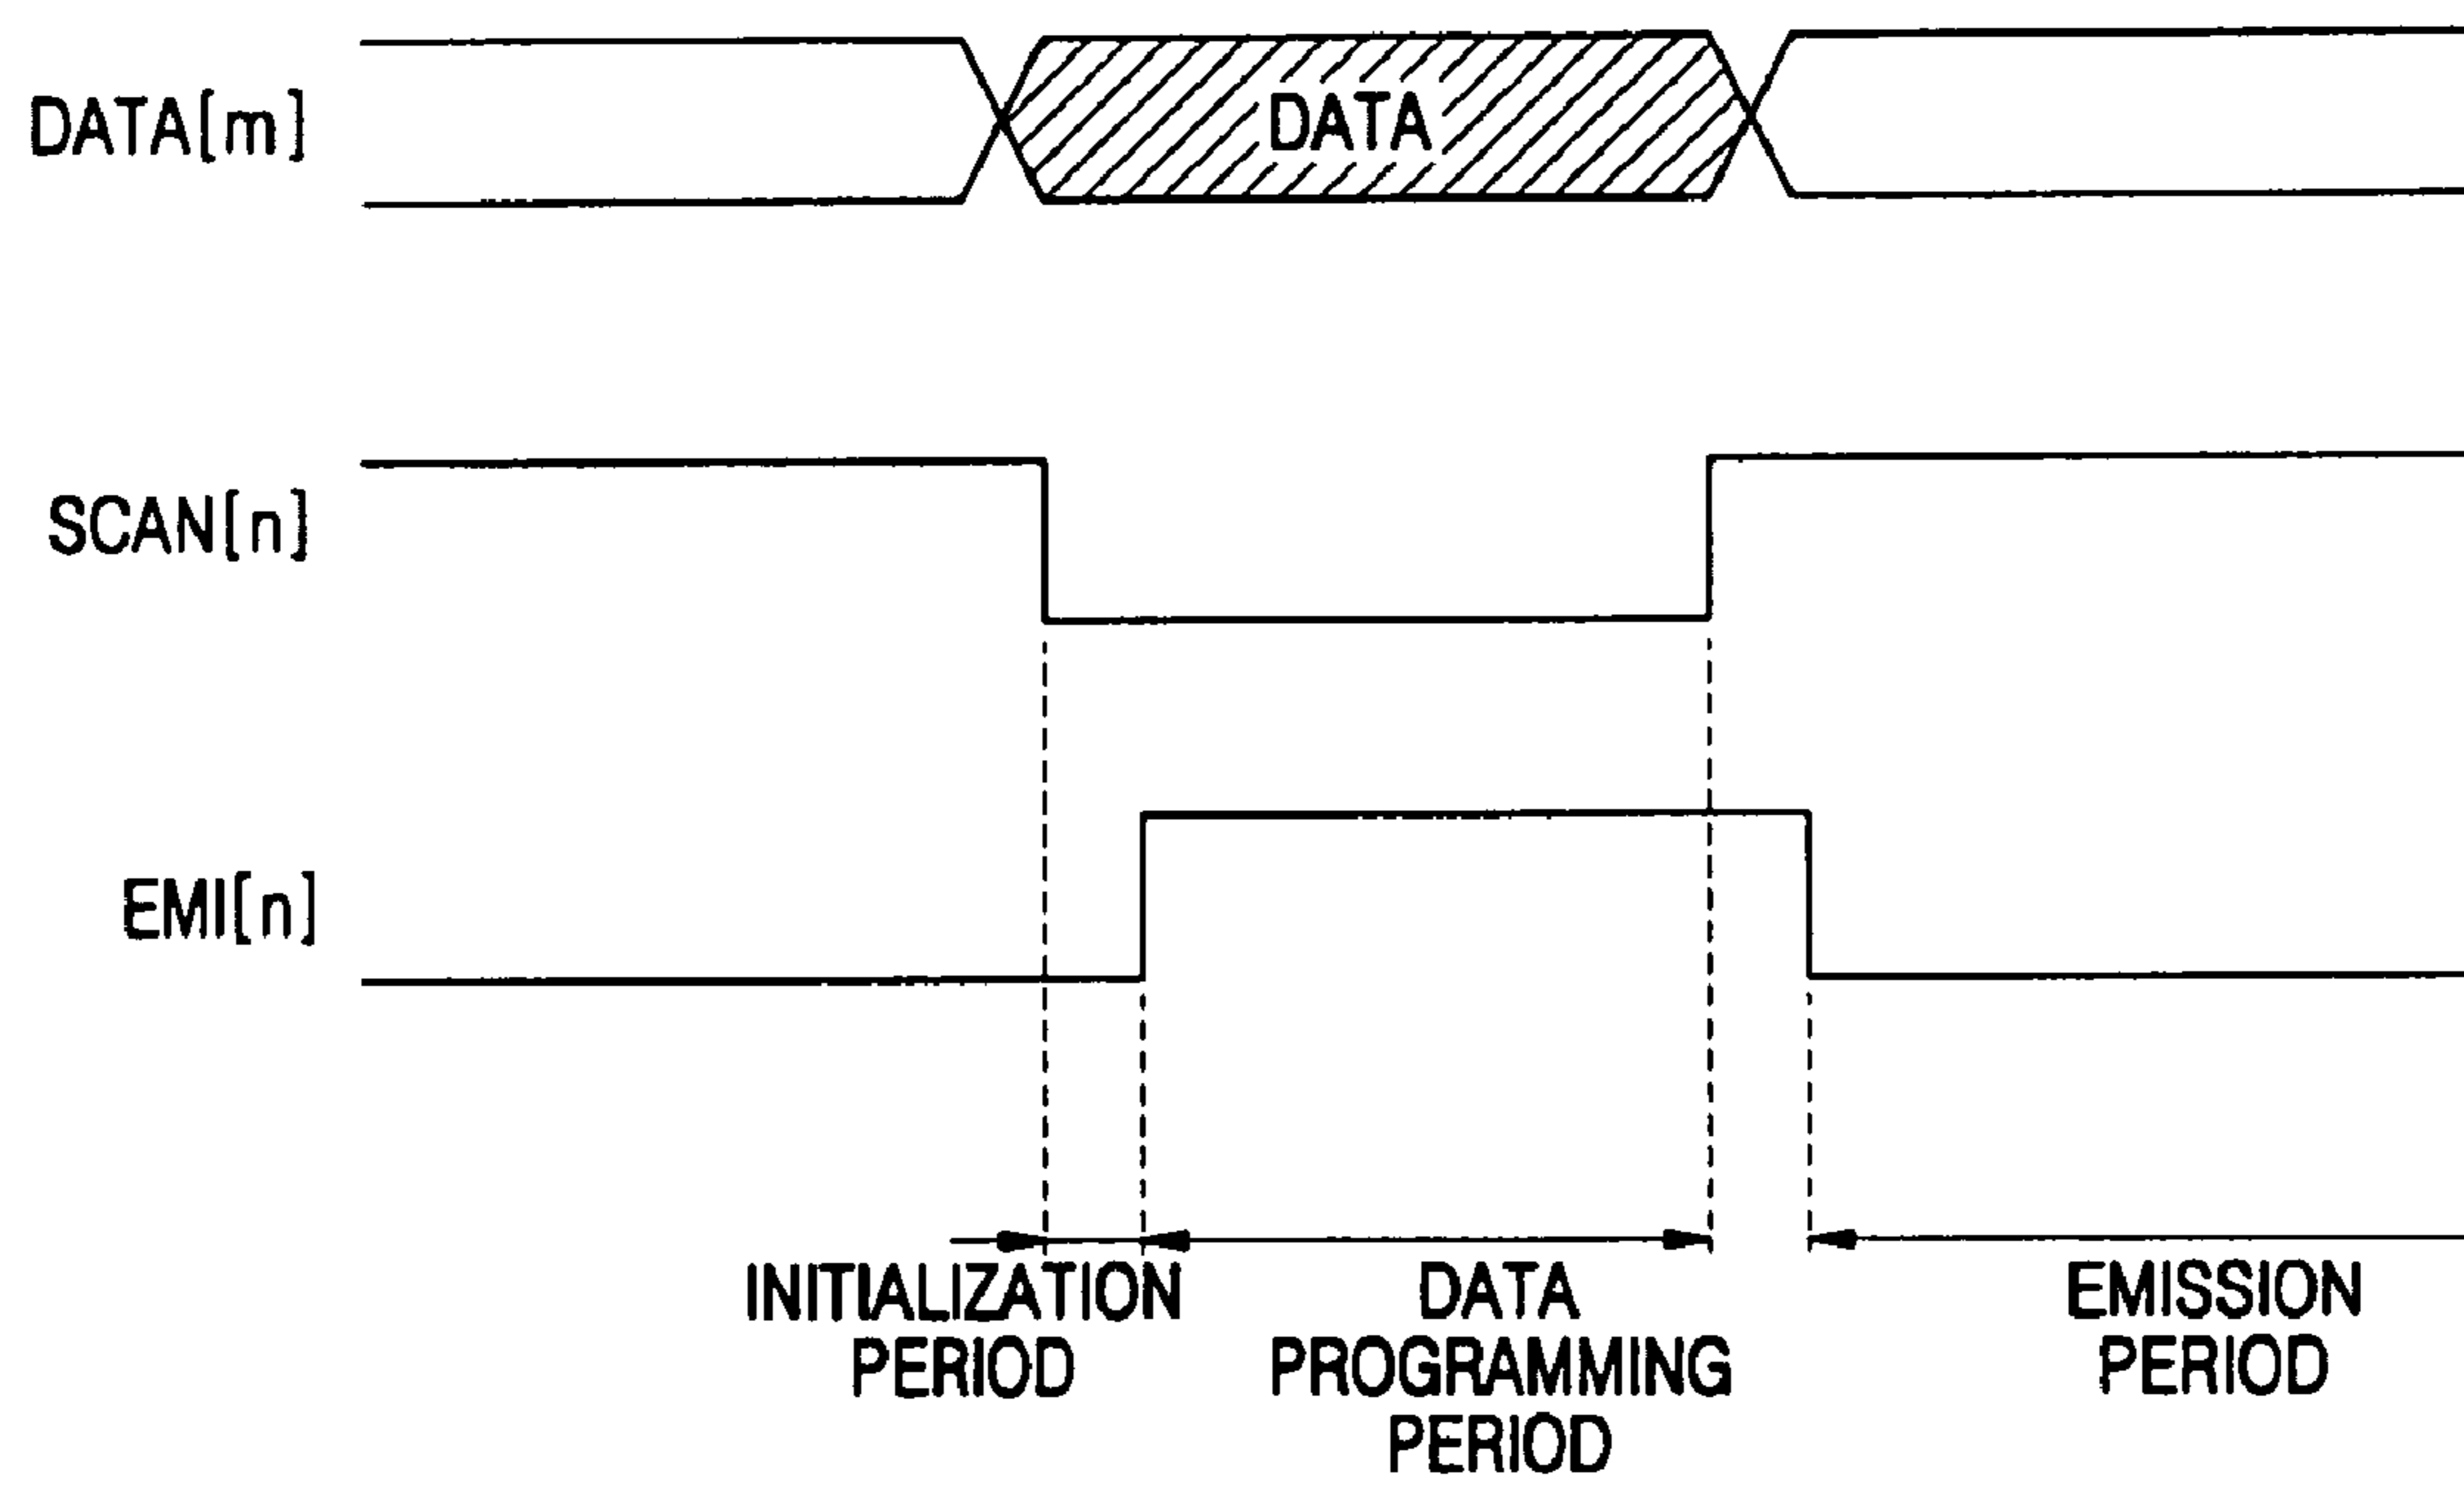 DATA[m]
DATA
SCAN[n]
EMI[n]
INITIALIZATION
PERIOD
DATA
PROGRAMMING
PERIOD
EMISSION
PERIOD